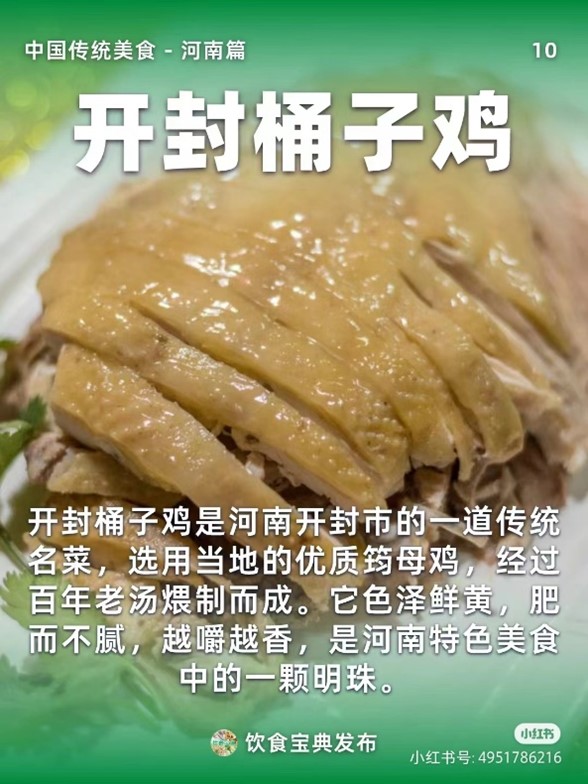 中国传统美食 - 河南篇
10
开封桶子鸡
开封桶子鸡是河南开封市的一道传统
名菜，选用当地的优质筠母鸡，经过
百年老汤煨制而成。它色泽鲜黄，肥
而不腻，越嚼越香，是河南特色美食
中的一颗明珠。
饮食宝典发布
小红书
小红书号: 4951786216